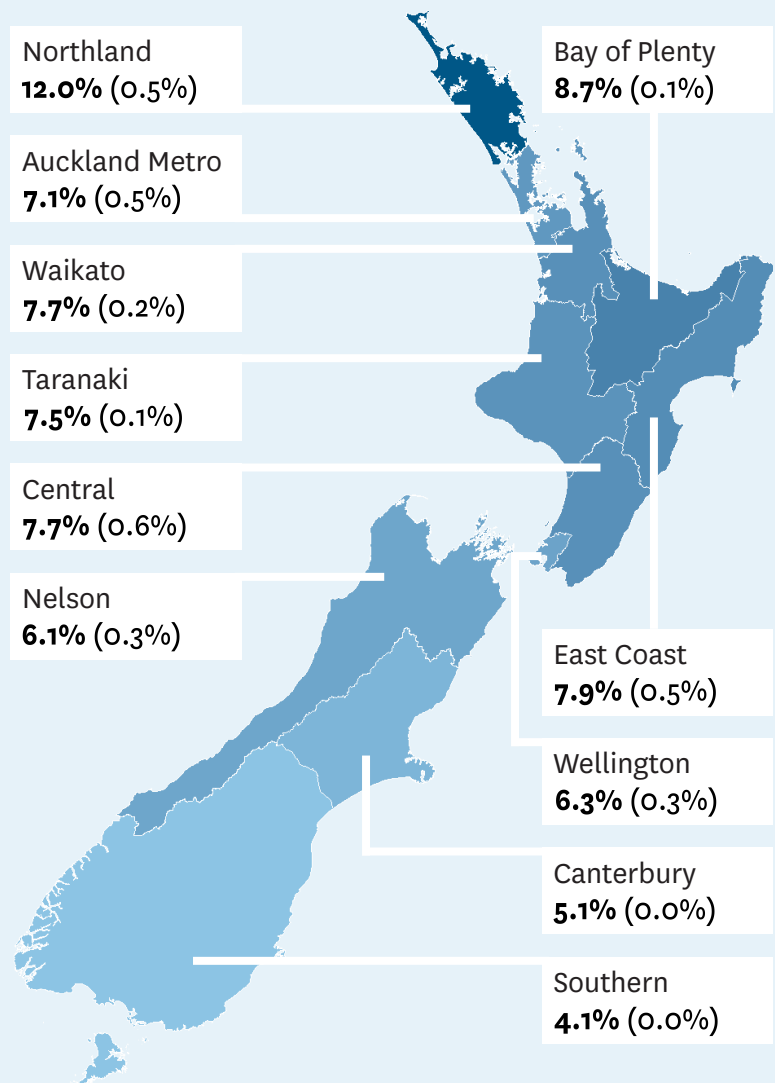 Northland
12.0% (0.5%)
Bay of Plenty
8.7% (0.1%)
Auckland Metro
7.1% (0.5%)
Waikato
7.7% (0.2%)
Taranaki
7.5% (0.1%)
Central
7.7% (0.6%)
Nelson
6.1% (0.3%)
East Coast
7.9% (0.5%)
Wellington
6.3% (0.3%)
Canterbury
5.1% (0.0%)
Southern
4.1% (0.0%)